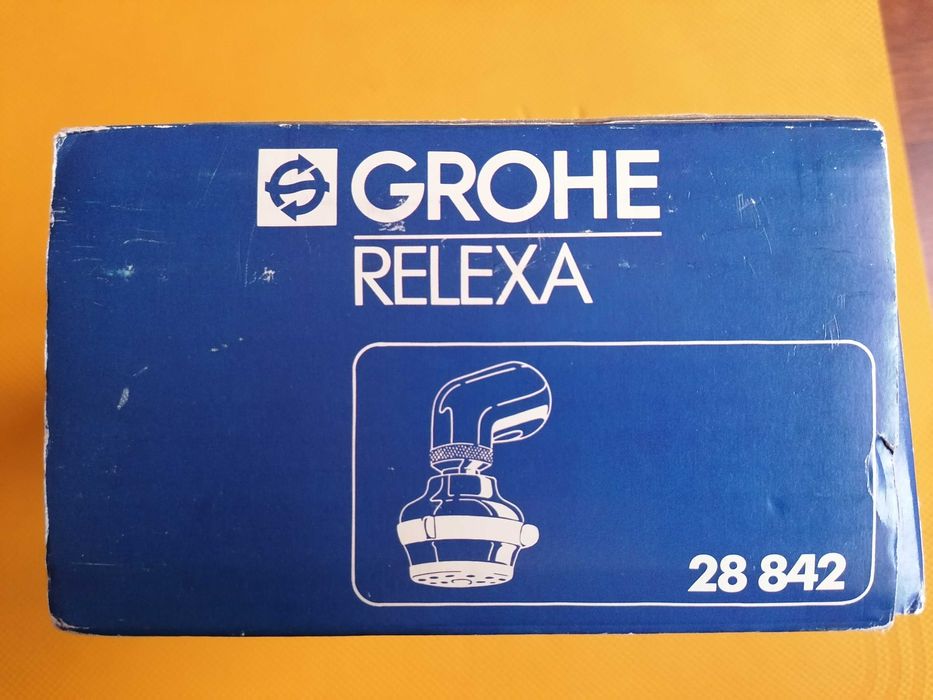 GROHE
RELEXA
28 842